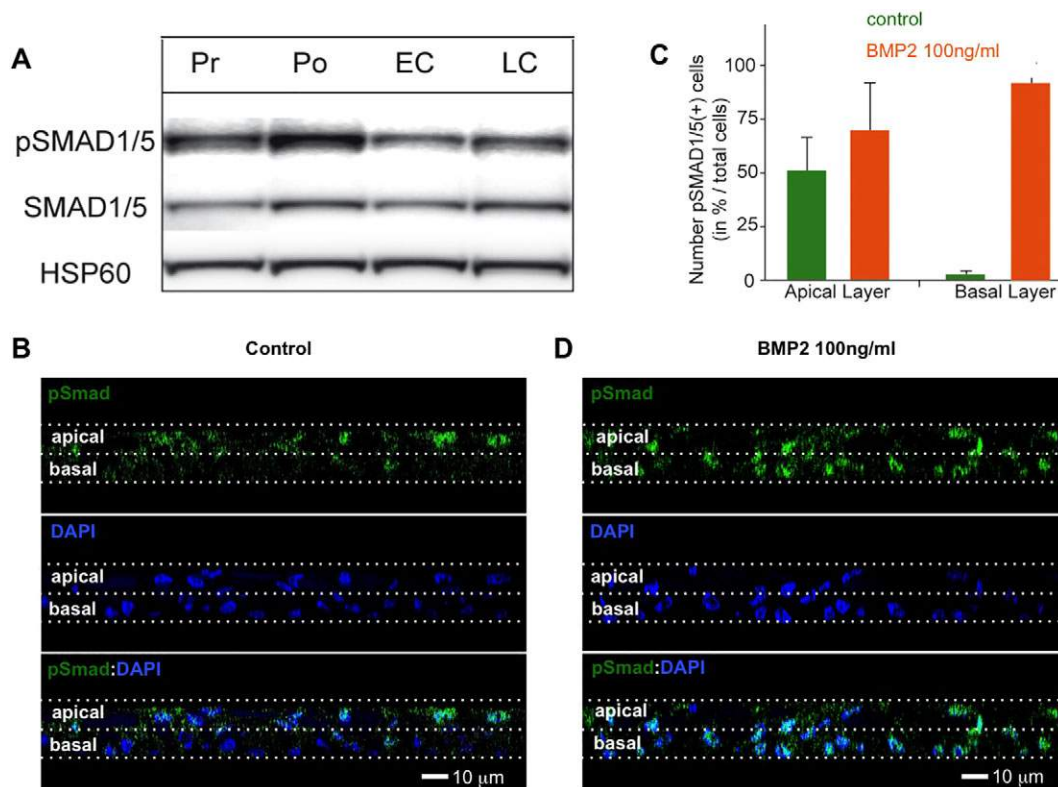 A
Pr Po EC LC
pSMAD1/5
SMAD1/5
HSP60
C
control
BMP2 100ng/ml
Number pSMAD1/5(+) cells
(in % / total cells)
100
75
50
25
0
Apical Layer Basal Layer
B
Control
pSmad
apical
basal
DAPI
apical
basal
pSmad:DAPI
apical
basal
10 μm
D
BMP2 100ng/ml
pSmad
apical
basal
DAPI
apical
basal
pSmad:DAPI
apical
basal
10 μm